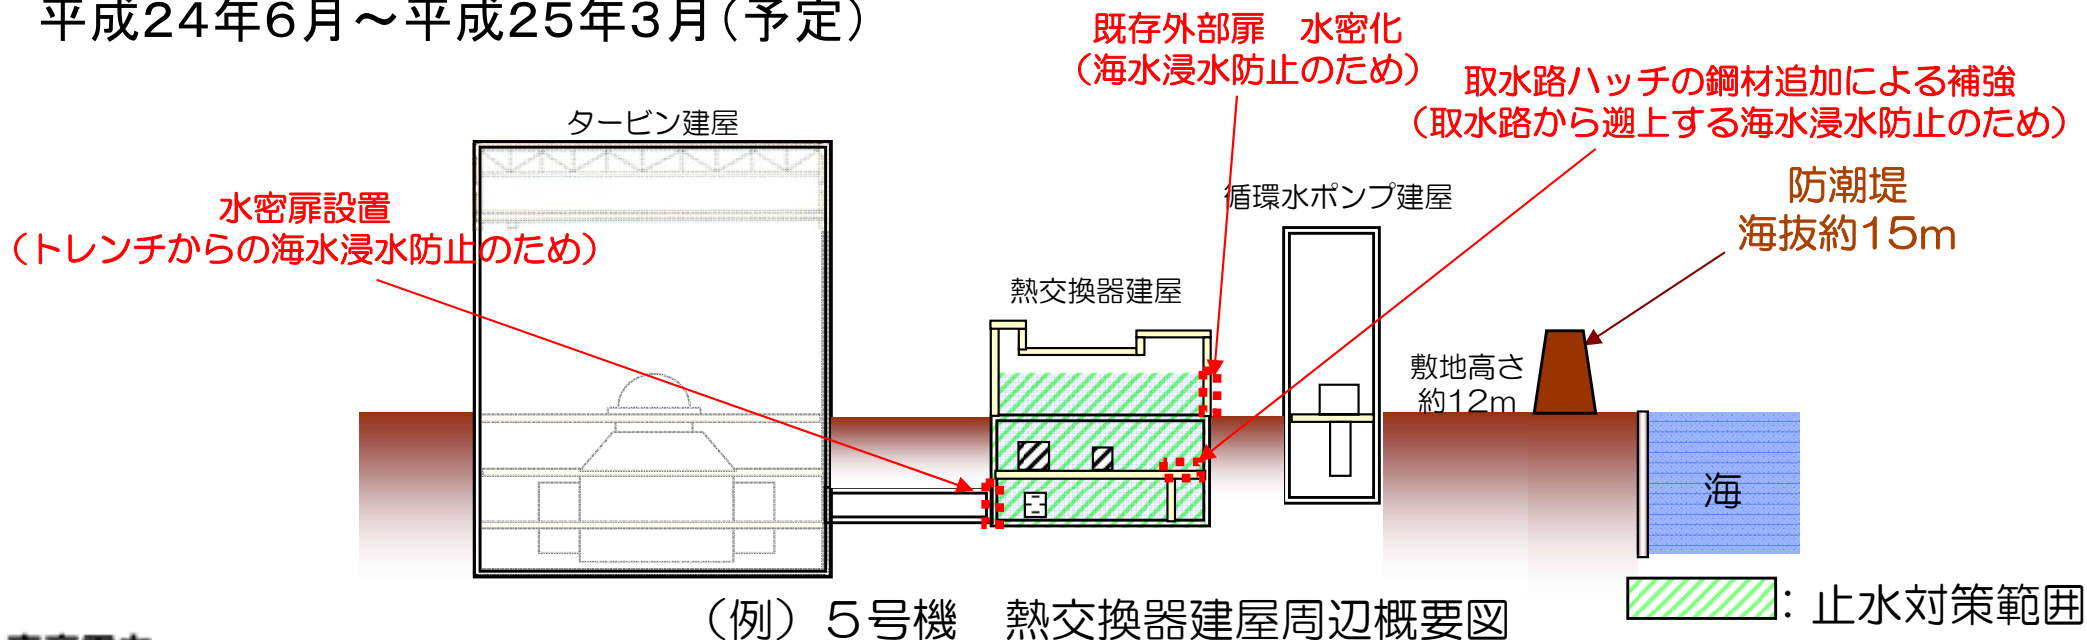 平成24年6月～平成25年3月(予定)
既存外部扉　水密化
（海水浸水防止のため）
取水路ハッチの鋼材追加による補強
（取水路から遡上する海水浸水防止のため）
タービン建屋
水密扉設置
（トレンチからの海水浸水防止のため）
循環水ポンプ建屋
防潮堤
海抜約15m
熱交換器建屋
敷地高さ
約12m
海
：止水対策範囲
（例）５号機　熱交換器建屋周辺概要図